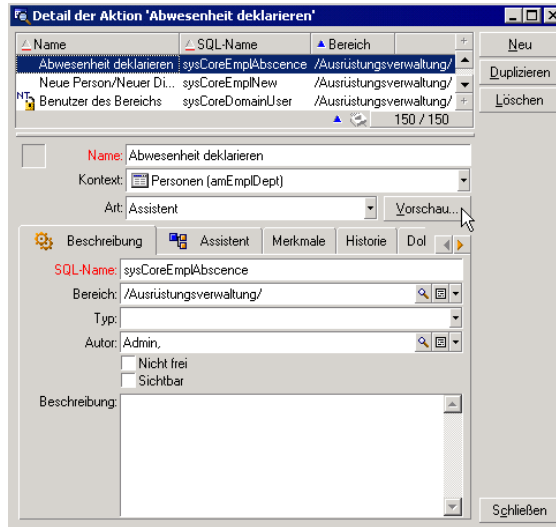 Detail der Aktion 'Abwesenheit deklarieren'
Name SQL-Name Bereich
Abwesenheit deklarieren sysCoreEmplAbscence /Ausrüstungsverwaltung/
Neue Person/Neuer Di... sysCoreEmplNew /Ausrüstungsverwaltung/
NT Benutzer des Bereichs sysCoreDomainUser /Ausrüstungsverwaltung/
150 / 150
Neu
Duplizieren
Löschen
Name: Abwesenheit deklarieren
Kontext: Personen (amEmplDept)
Art: Assistent Vorschau...
Beschreibung Assistent Merkmale Historie Dol
SQL-Name: sysCoreEmplAbscence
Bereich: /Ausrüstungsverwaltung/
Typ:
Autor: Admin,
Nicht frei
Sichtbar
Beschreibung:
Schließen